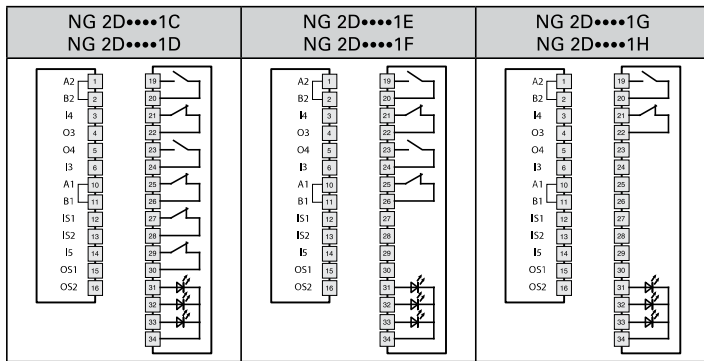 NG 2D••••1C
NG 2D••••1D
NG 2D••••1E
NG 2D••••1F
NG 2D••••1G
NG 2D••••1H
A2 1 19
B2 2 20
I4 3 21
O3 4 22
O4 5 23
I3 6 24
A1 10 25
B1 11 26
IS1 12 27
IS2 13 28
I5 14 29
OS1 15 30
OS2 16 31
32
33
34
A2 1 19
B2 2 20
I4 3 21
O3 4 22
O4 5 23
I3 6 24
A1 10 25
B1 11 26
IS1 12 27
IS2 13 28
I5 14 29
OS1 15 30
OS2 16 31
32
33
34
A2 1 19
B2 2 20
I4 3 21
O3 4 22
O4 5 23
I3 6 24
A1 10 25
B1 11 26
IS1 12 27
IS2 13 28
I5 14 29
OS1 15 30
OS2 16 31
32
33
34